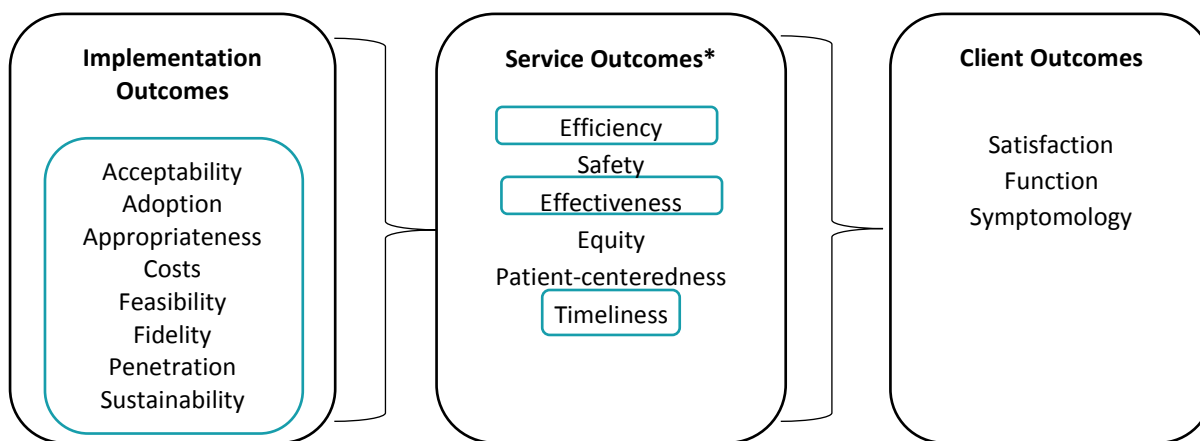 Implementation
Outcomes
Acceptability
Adoption
Appropriateness
Costs
Feasibility
Fidelity
Penetration
Sustainability
Service Outcomes*
Efficiency
Safety
Effectiveness
Equity
Patient-centeredness
Timeliness
Client Outcomes
Satisfaction
Function
Symptomology